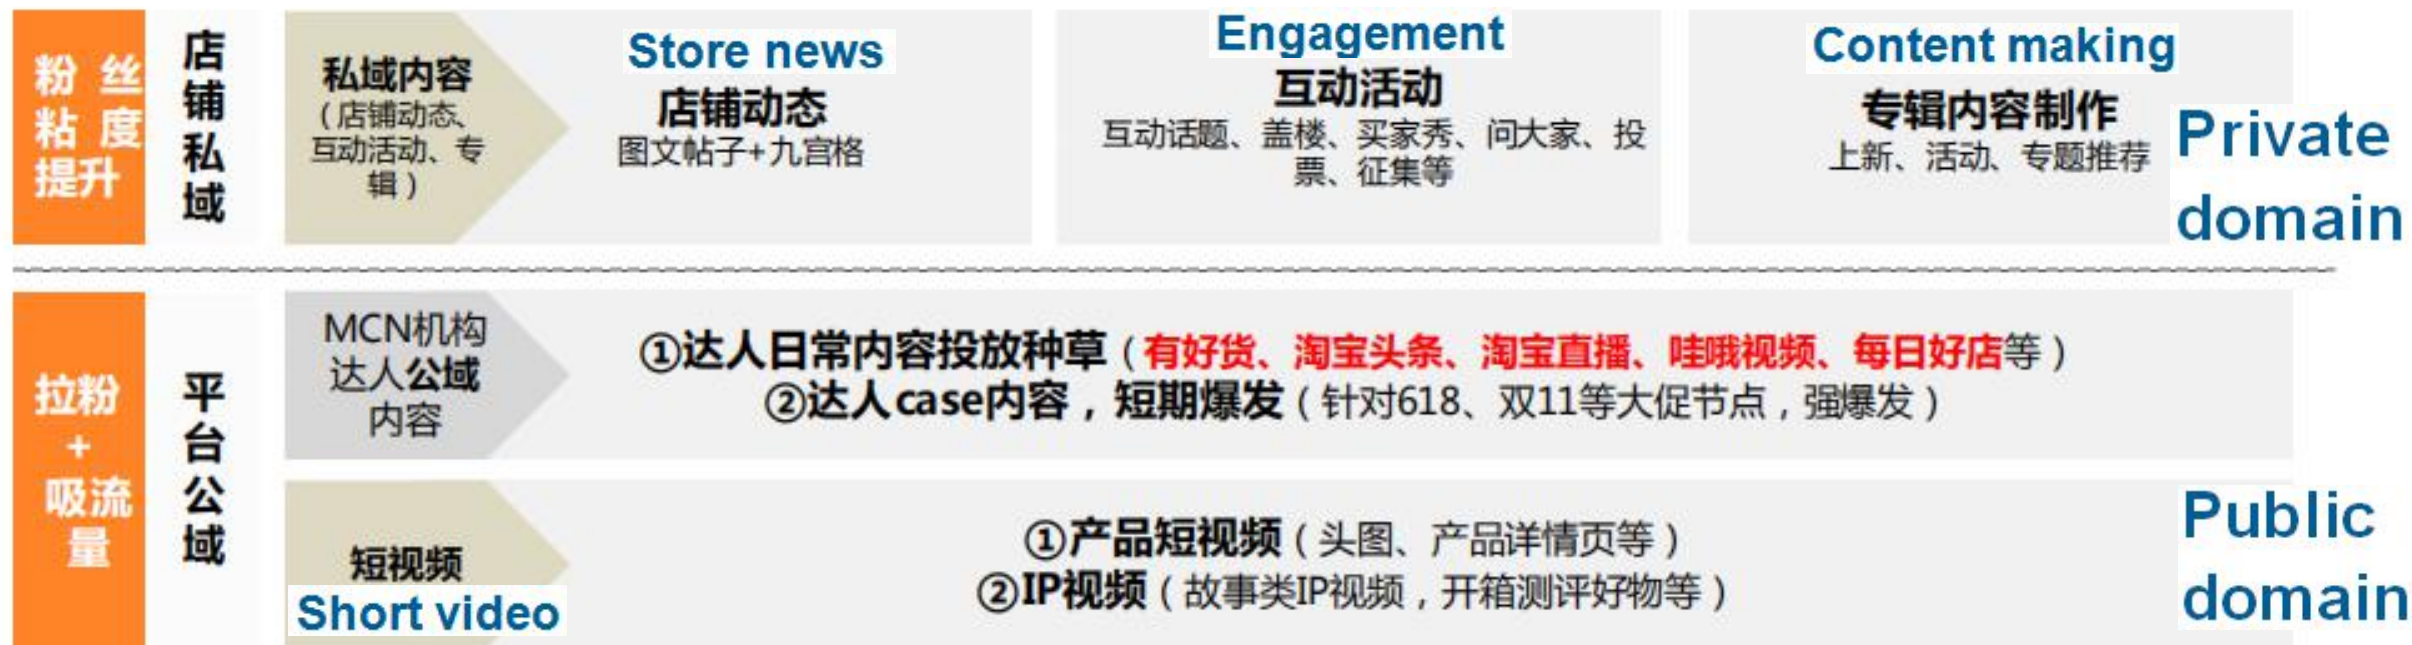 粉 丝
粘 度
提升
店
铺
私
域
私域内容
（店铺动态、
互动活动、专
辑）
Store news
店铺动态
图文帖子+九宫格
Engagement
互动活动
互动话题、盖楼、买家秀、问大家、投
票、征集等
Content making
专辑内容制作
上新、活动、专题推荐
Private
domain
拉粉
+
吸流
量
平
台
公
域
MCN机构
达人公域
内容
①达人日常内容投放种草（有好货、淘宝头条、淘宝直播、哇哦视频、每日好店等）
②达人case内容，短期爆发（针对618、双11等大促节点，强爆发）
短视频
Short video
①产品短视频（头图、产品详情页等）
②IP视频（故事类IP视频，开箱测评好物等）
Public
domain